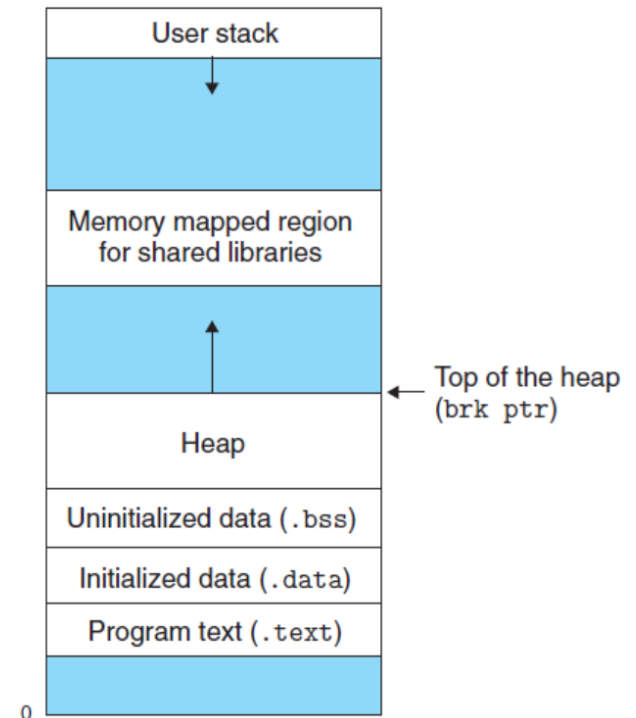 User stack
Memory mapped region
for shared libraries
Top of the heap
(brk ptr)
Heap
Uninitialized data (.bss)
Initialized data (.data)
Program text (.text)
0